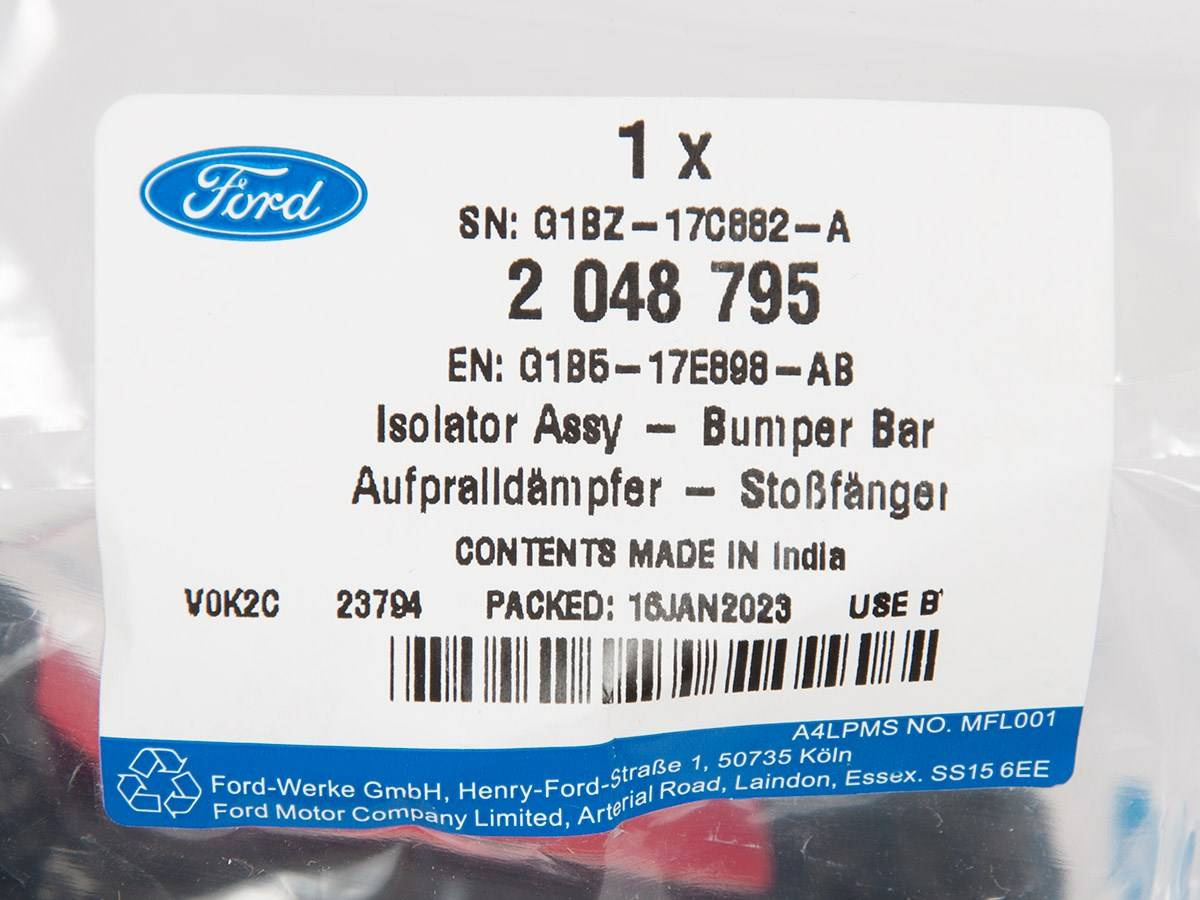 Ford
1 x
SN: G1BZ-17C882-A
2 048 795
EN: G1B5-17E898-AB
Isolator Assy - Bumper Bar
Aufpralldämpfer - Stoßfänger
CONTENTS MADE IN India
V0K2C 23794 PACKED: 16JAN2023 USE BY
A4LPMS NO. MFL001
Ford-Werke GmbH, Henry-Ford-Straße 1, 50735 Köln
Ford Motor Company Limited, Arterial Road, Laindon, Essex. SS15 6EE